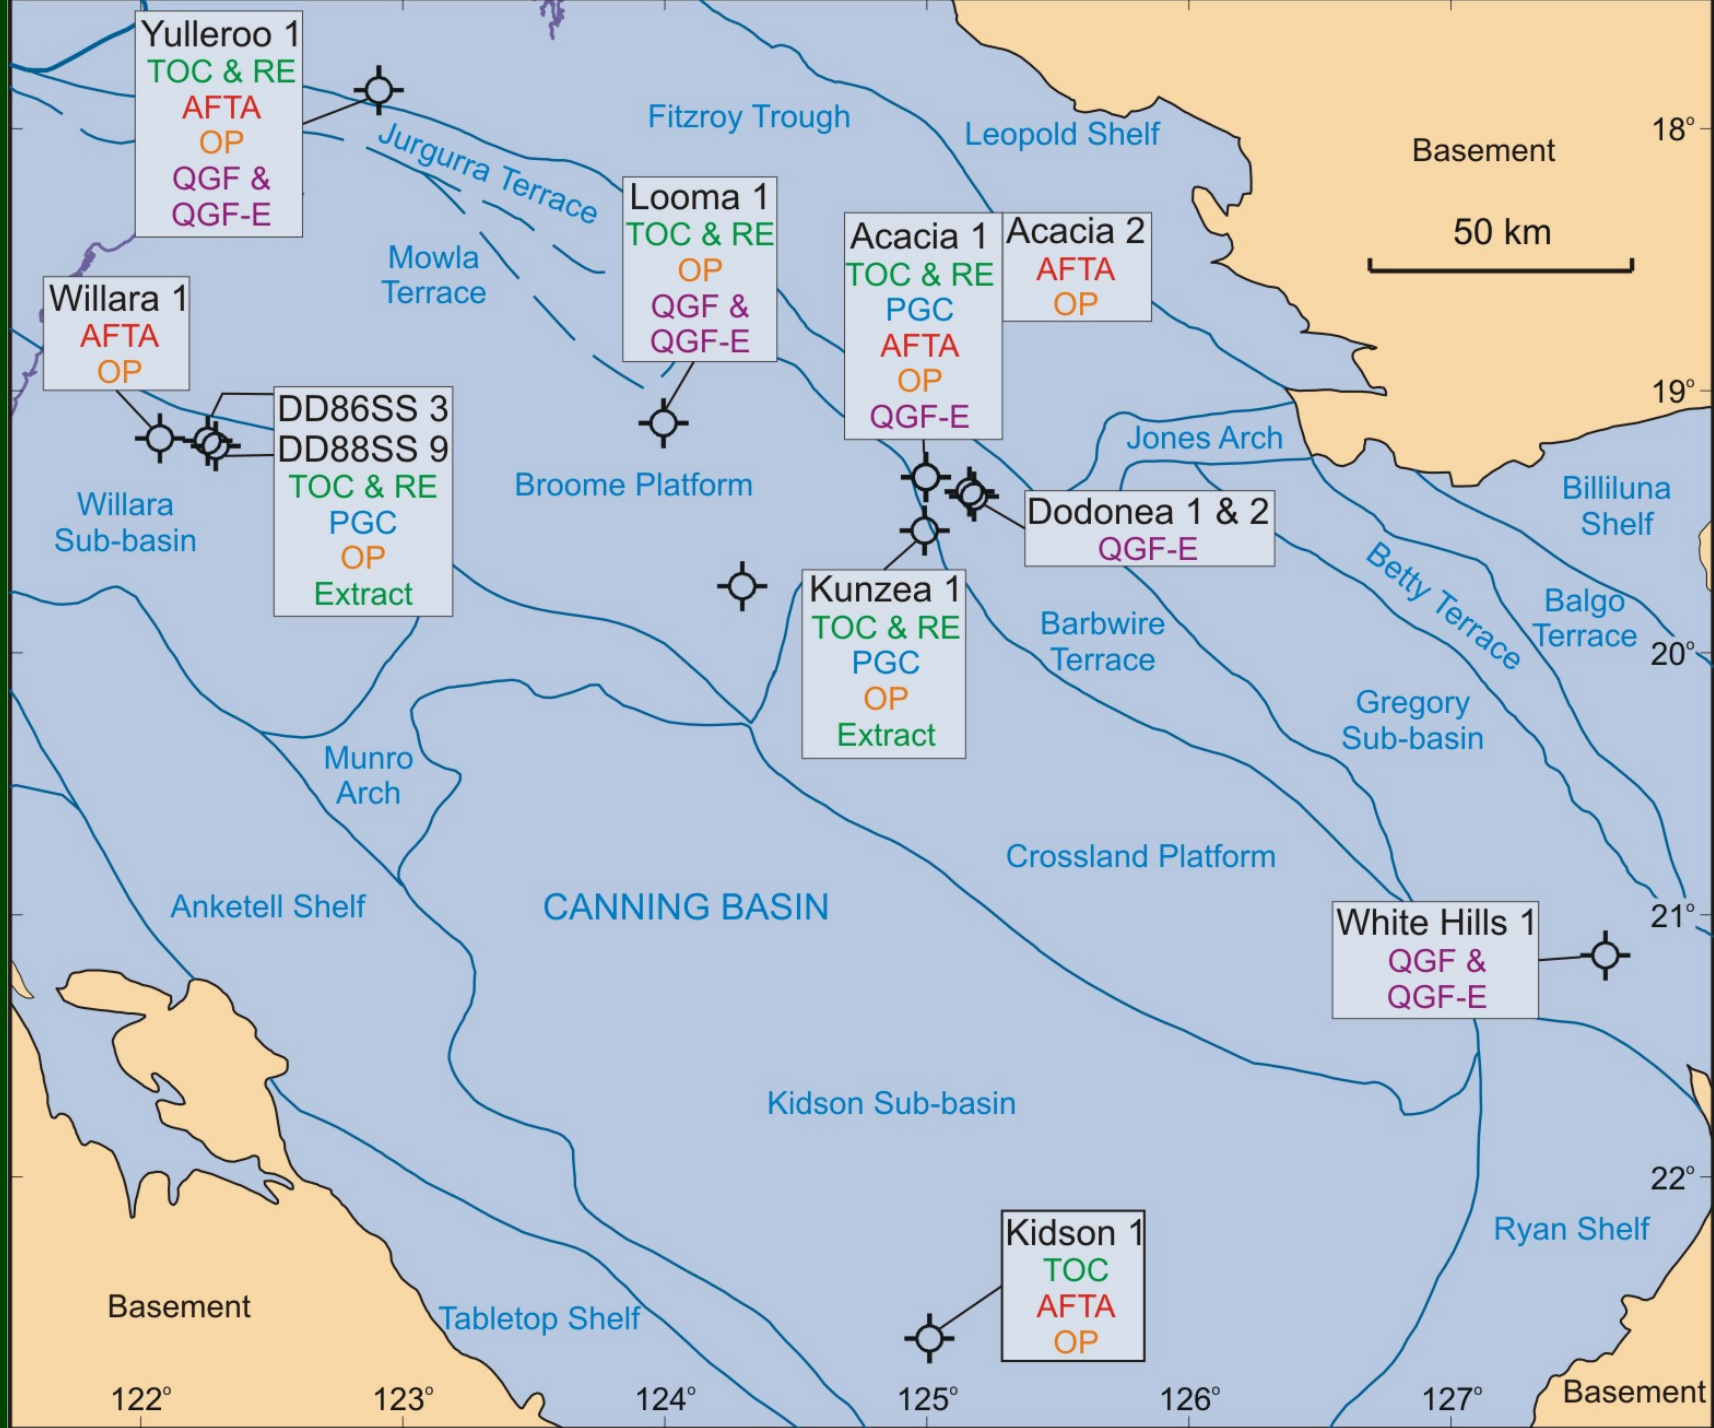 Yulleroo 1
TOC & RE
AFTA
OP
QGF &
QGF-E
Fitzroy Trough
Leopold Shelf
Basement
18°
Jurgurra Terrace
50 km
Looma 1
TOC & RE
OP
QGF &
QGF-E
Acacia 1
TOC & RE
PGC
AFTA
OP
QGF-E
Acacia 2
AFTA
OP
Mowla
Terrace
Willara 1
AFTA
OP
19°
DD86SS 3
DD88SS 9
TOC & RE
PGC
OP
Extract
Jones Arch
Broome Platform
Willara
Sub-basin
Billiluna
Shelf
Dodonea 1 & 2
QGF-E
Kunzea 1
TOC & RE
PGC
OP
Extract
Betty Terrace
Balgo
Terrace
Barbwire
Terrace
20°
Gregory
Sub-basin
Munro
Arch
Crossland Platform
Anketell Shelf
CANNING BASIN
21°
White Hills 1
QGF &
QGF-E
Kidson Sub-basin
22°
Kidson 1
TOC
AFTA
OP
Ryan Shelf
Basement
Tabletop Shelf
122°
123°
124°
125°
126°
127°
Basement